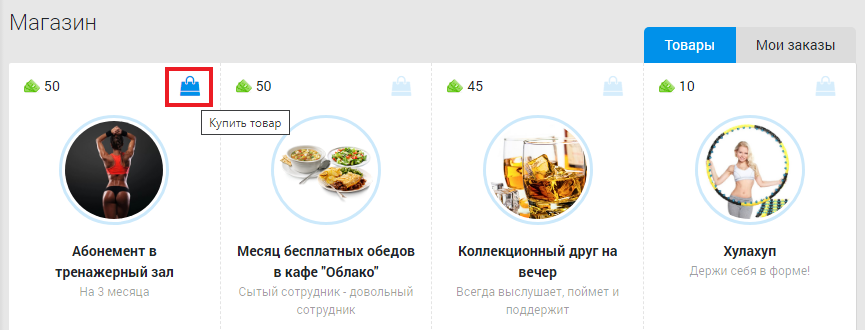 Магазин
Товары
Мои заказы
50
50
45
10
Купить товар
Абонемент в
тренажерный зал
На 3 месяца
Месяц бесплатных обедов
в кафе "Облако"
Сытый сотрудник - довольный
сотрудник
Коллекционный друг на
вечер
Всегда выслушает, поймет и
поддержит
Хулахуп
Держи себя в форме!